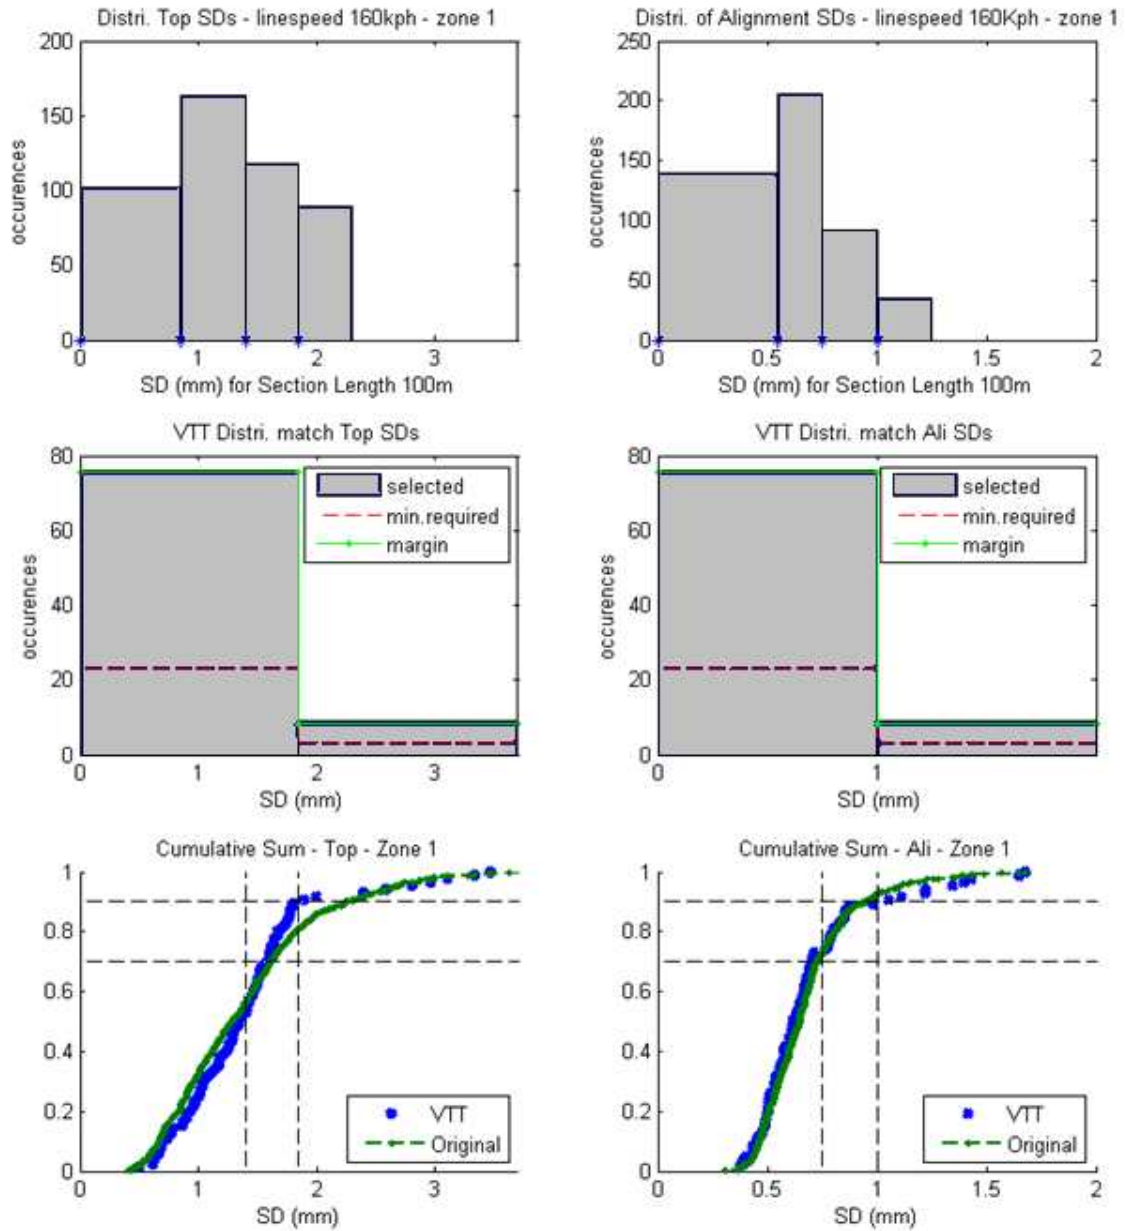 Distri. Top SDs - linespeed 160kph - zone 1
200
150
100
50
0
occurences
0 1 2 3
SD (mm) for Section Length 100m
Distri. of Alignment SDs - linespeed 160Kph - zone 1
250
200
150
100
50
0
occurrences
0 0.5 1 1.5 2
SD (mm) for Section Length 100m
VTT Distri. match Top SDs
80
60
40
20
0
occurences
selected
min.required
margin
0 1 2 3
SD (mm)
VTT Distri. match Ali SDs
80
60
40
20
0
occurences
selected
min.required
margin
0 1
SD (mm)
Cumulative Sum - Top - Zone 1
1
0.8
0.6
0.4
0.2
0
VTT
Original
0 1 2 3
SD (mm)
Cumulative Sum - Ali - Zone 1
1
0.8
0.6
0.4
0.2
0
VTT
Original
0 0.5 1 1.5 2
SD (mm)